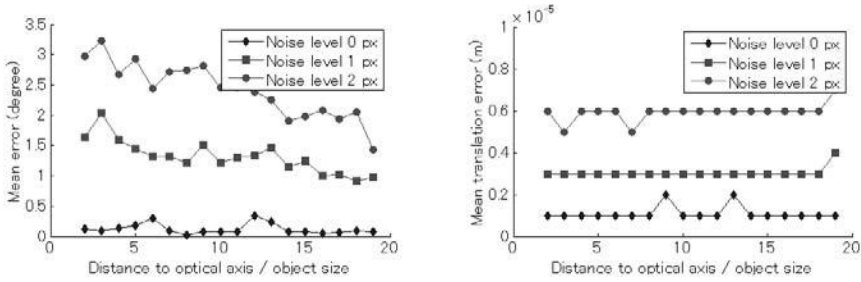 3.5
3
2.5
2
1.5
1
0.5
0
0
5
10
15
20
Mean error (degree)
Distance to optical axis / object size
Noise level 0 px
Noise level 1 px
Noise level 2 px
1 × 10^-5
0.8
0.6
0.4
0.2
0
0
5
10
15
20
Mean translation error (m)
Distance to optical axis / object size
Noise level 0 px
Noise level 1 px
Noise level 2 px